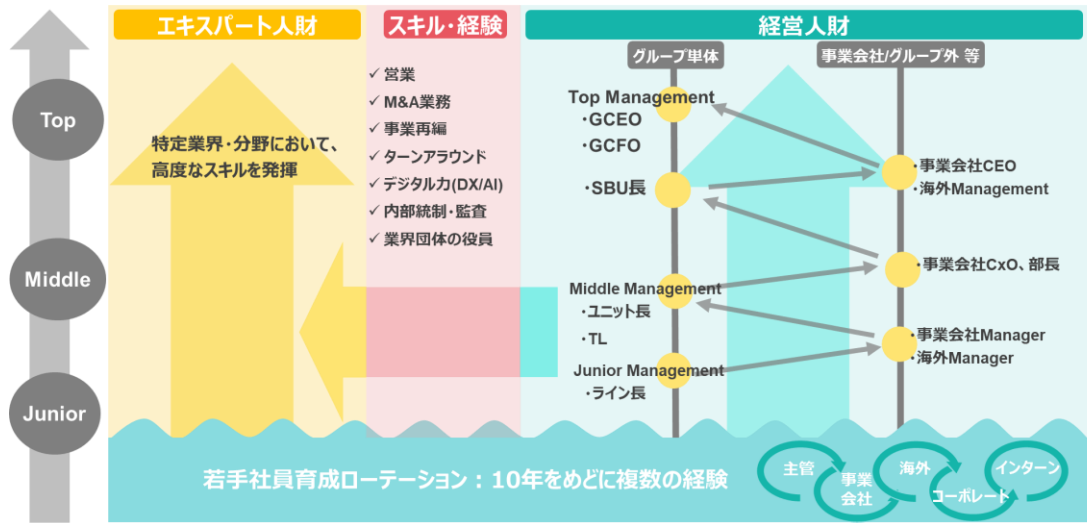 エキスパート人財
スキル・経験
経営人財
Top
Middle
Junior
特定業界・分野において、
高度なスキルを発揮
✓ 営業
✓ M&A業務
✓ 事業再編
✓ ターンアラウンド
✓ デジタル力(DX/AI)
✓ 内部統制・監査
✓ 業界団体の役員
グループ単体
事業会社/グループ外 等
Top Management
・GCEO
・GCFO
・SBU長
Middle Management
・ユニット長
・TL
Junior Management
・ライン長
・事業会社CEO
・海外Management
・事業会社CxO、部長
・事業会社Manager
・海外Manager
若手社員育成ローテーション：10年をめどに複数の経験
主管
事業
会社
海外
コーポレート
インターン